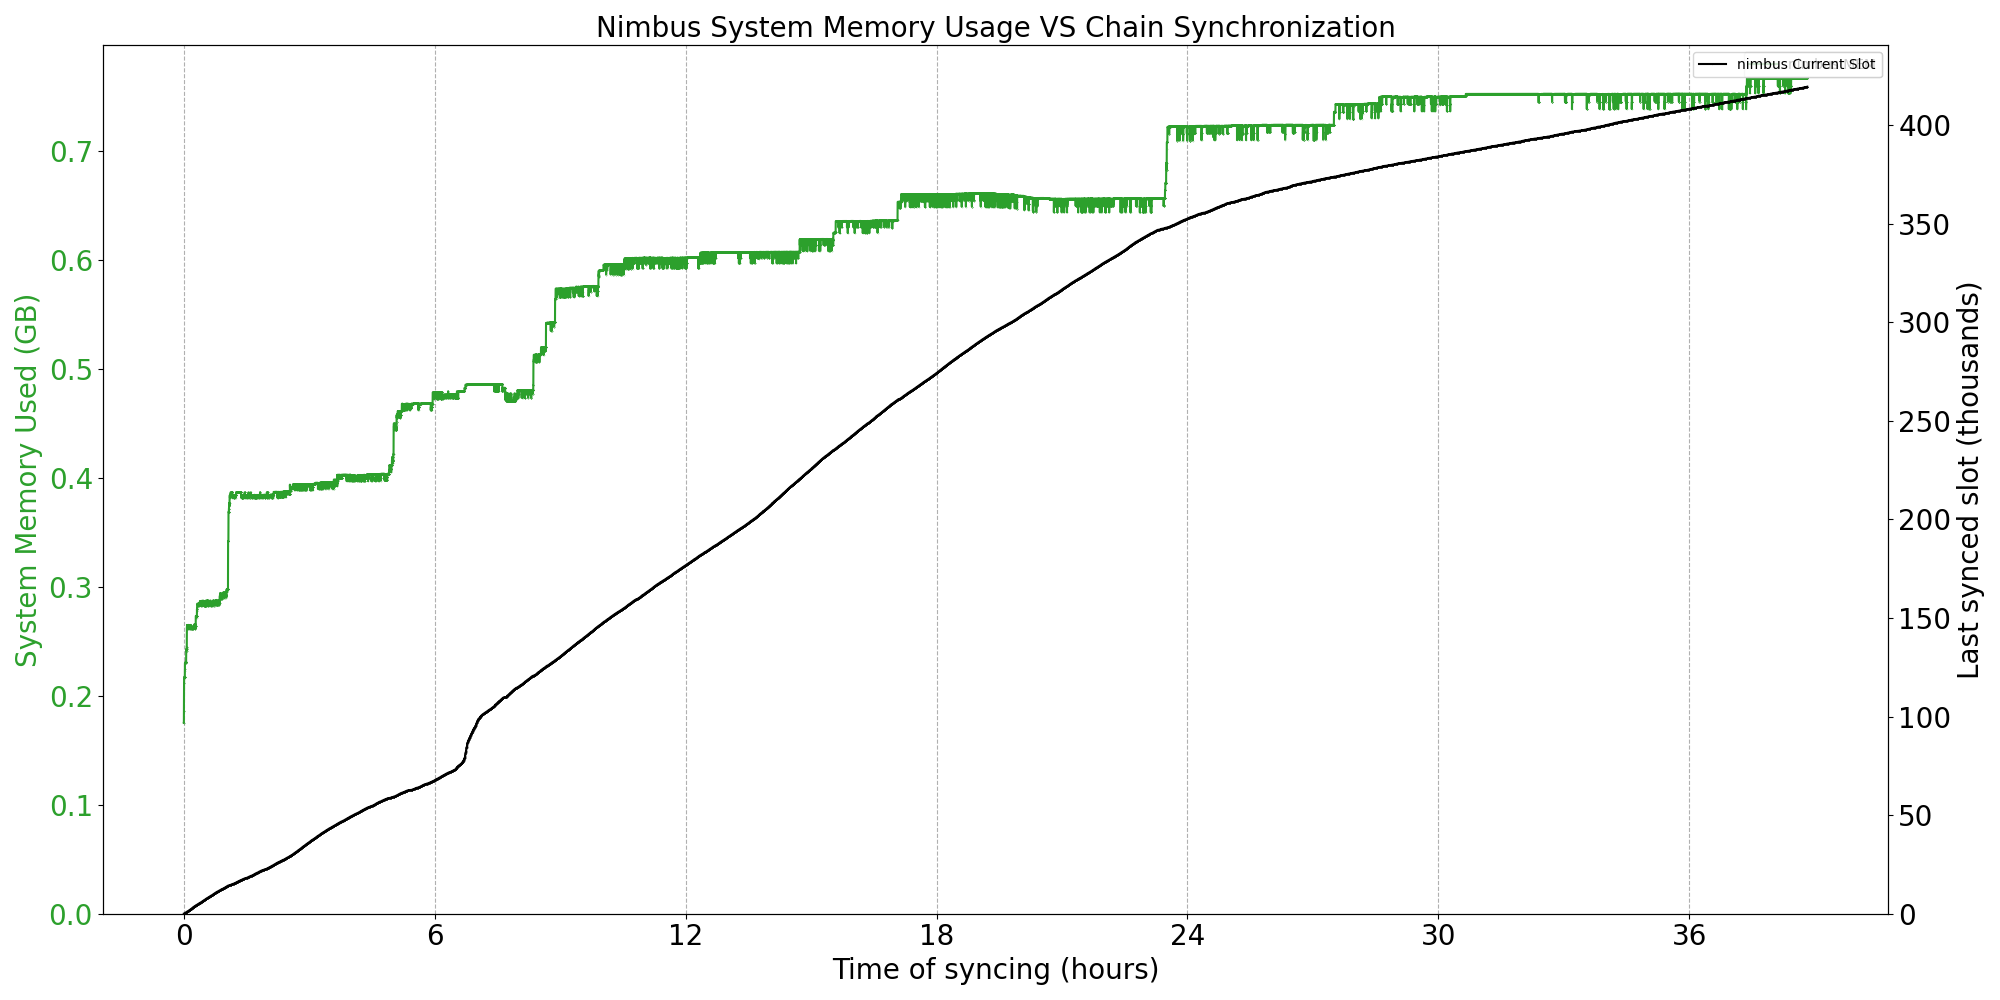 Nimbus System Memory Usage VS Chain Synchronization
nimbus Current Slot
System Memory Used (GB)
0.7
0.6
0.5
0.4
0.3
0.2
0.1
0.0
400
350
300
250
200
150
100
50
0
Last synced slot (thousands)
0 6 12 18 24 30 36
Time of syncing (hours)